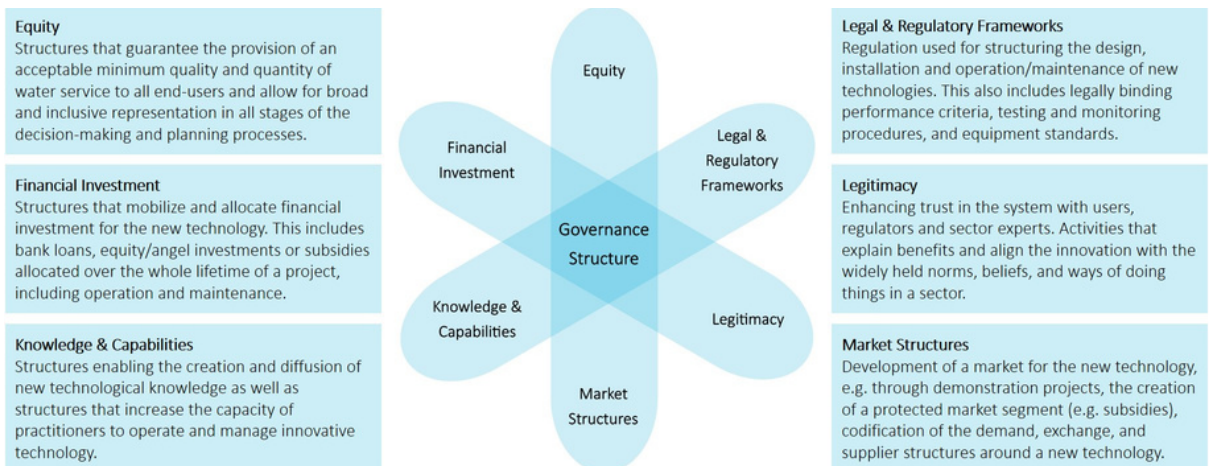 Equity
Structures that guarantee the provision of an
acceptable minimum quality and quantity of
water service to all end-users and allow for broad
and inclusive representation in all stages of the
decision-making and planning processes.
Financial Investment
Structures that mobilize and allocate financial
investment for the new technology. This includes
bank loans, equity/angel investments or subsidies
allocated over the whole lifetime of a project,
including operation and maintenance.
Knowledge & Capabilities
Structures enabling the creation and diffusion of
new technological knowledge as well as
structures that increase the capacity of
practitioners to operate and manage innovative
technology.
Equity
Financial
Investment
Legal &
Regulatory
Frameworks
Governance
Structure
Knowledge &
Capabilities
Legitimacy
Market
Structures
Legal & Regulatory Frameworks
Regulation used for structuring the design,
installation and operation/maintenance of new
technologies. This also includes legally binding
performance criteria, testing and monitoring
procedures, and equipment standards.
Legitimacy
Enhancing trust in the system with users,
regulators and sector experts. Activities that
explain benefits and align the innovation with the
widely held norms, beliefs, and ways of doing
things in a sector.
Market Structures
Development of a market for the new technology,
e.g. through demonstration projects, the creation
of a protected market segment (e.g. subsidies),
codification of the demand, exchange, and
supplier structures around a new technology.